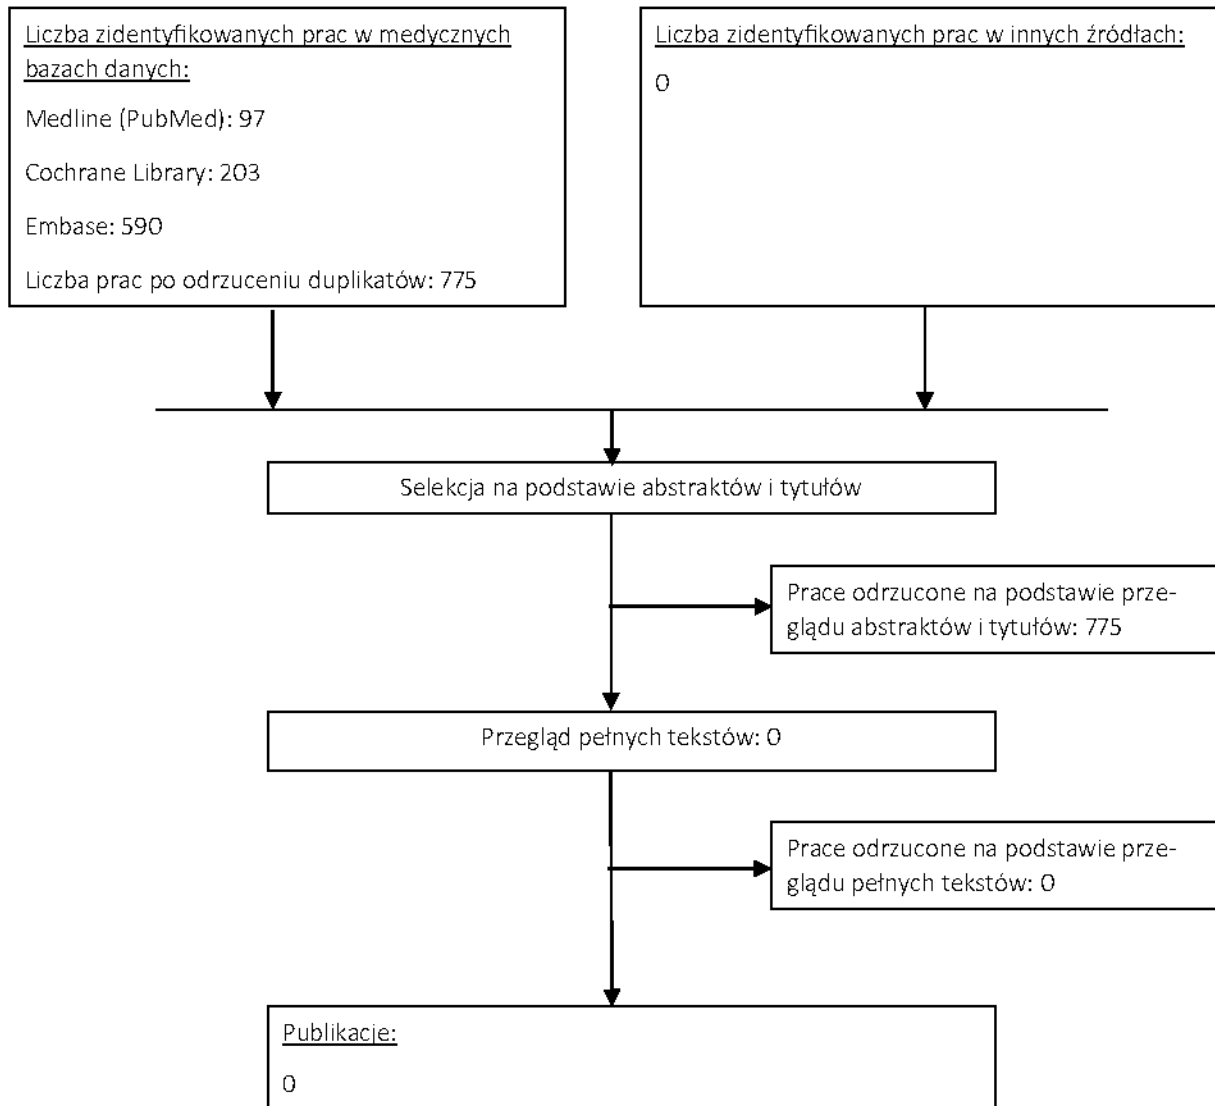 Liczba zidentyfikowanych prac w medycznych
bazach danych:
Medline (PubMed): 97
Cochrane Library: 203
Embase: 590
Liczba prac po odrzuceniu duplikatów: 775
Liczba zidentyfikowanych prac w innych źródłach:
0
Selekcja na podstawie abstraktów i tytułów
Prace odrzucone na podstawie prze-
glądu abstraktów i tytułów: 775
Przegląd pełnych tekstów: 0
Prace odrzucone na podstawie prze-
glądu pełnych tekstów: 0
Publikacje:
0